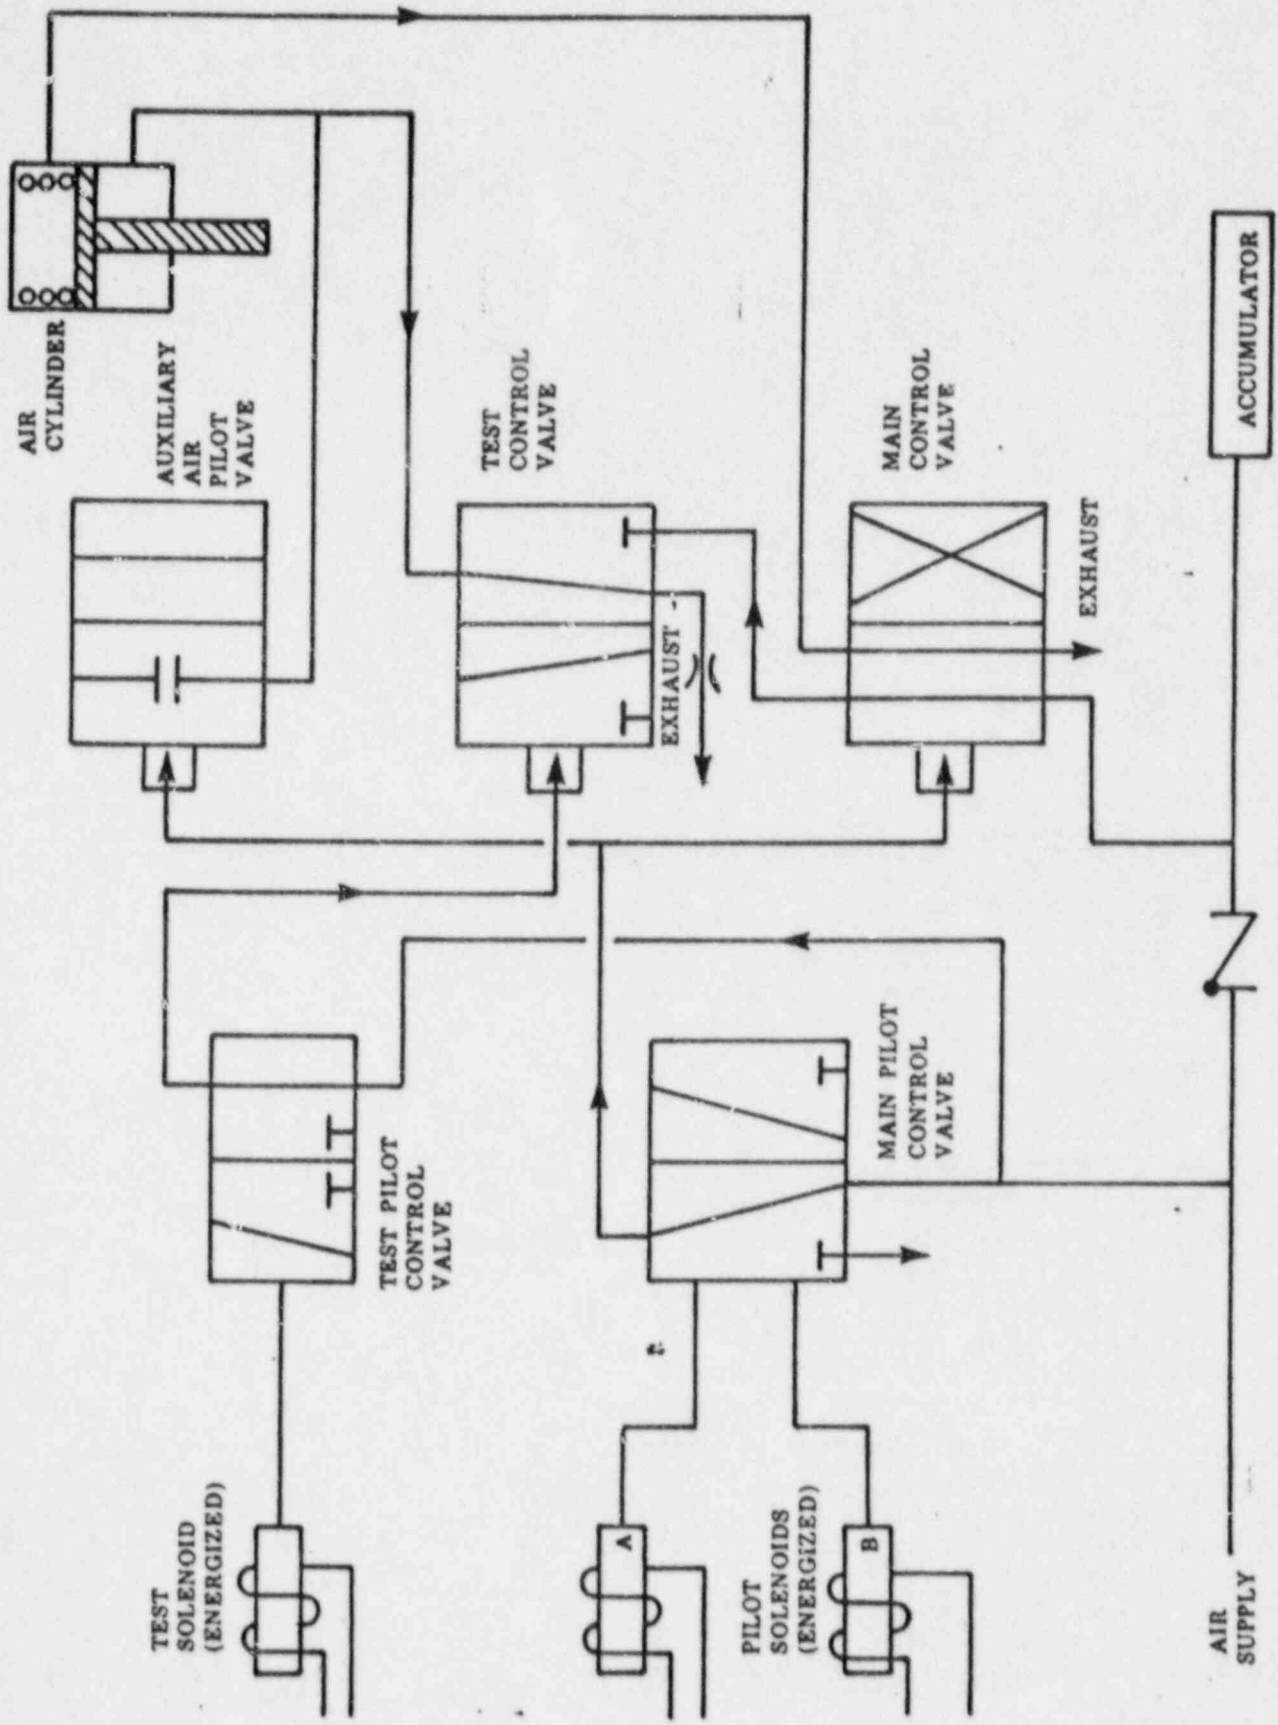 AIR
CYLINDER
AUXILIARY
AIR
PILOT
VALVE
TEST
CONTROL
VALVE
MAIN
CONTROL
VALVE
ACCUMULATOR
EXHAUST
EXHAUST
TEST PILOT
CONTROL
VALVE
MAIN PILOT
CONTROL
VALVE
TEST
SOLENOID
(ENERGIZED)
A
PILOT
SOLENOIDS
(ENERGIZED)
B
AIR
SUPPLY